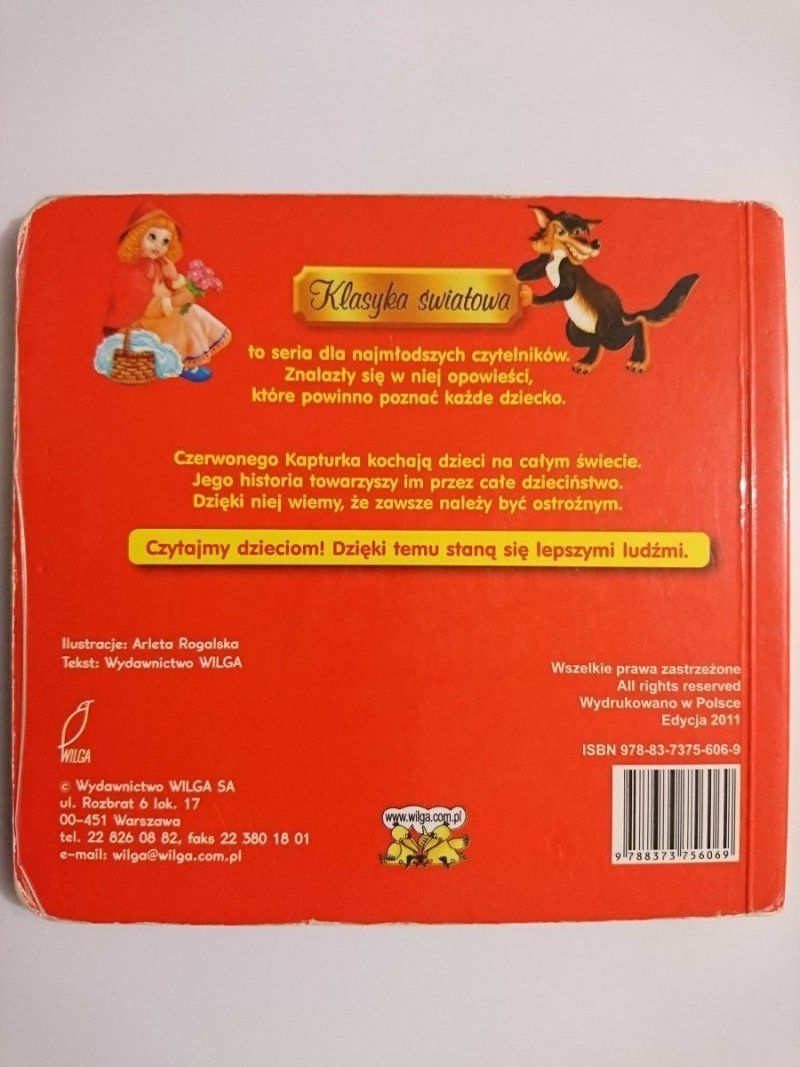 Klasyka światowa
to seria dla najmłodszych czytelników.
Znalazły się w niej opowieści,
które powinno poznać każde dziecko.
Czerwonego Kapturka kochają dzieci na całym świecie.
Jego historia towarzyszy im przez całe dzieciństwo.
Dzięki niej wiemy, że zawsze należy być ostrożnym.
Czytajmy dzieciom! Dzięki temu staną się lepszymi ludźmi.
Ilustracje: Arleta Rogalska
Tekst: Wydawnictwo WILGA
WILGA
© Wydawnictwo WILGA SA
ul. Rozbrat 6 lok. 17
00-451 Warszawa
tel. 22 826 08 82, faks 22 380 18 01
e-mail: wilga@wilga.com.pl
www.wilga.com.pl
Wszelkie prawa zastrzeżone
All rights reserved
Wydrukowano w Polsce
Edycja 2011
ISBN 978-83-7375-606-9
9 788373 756069